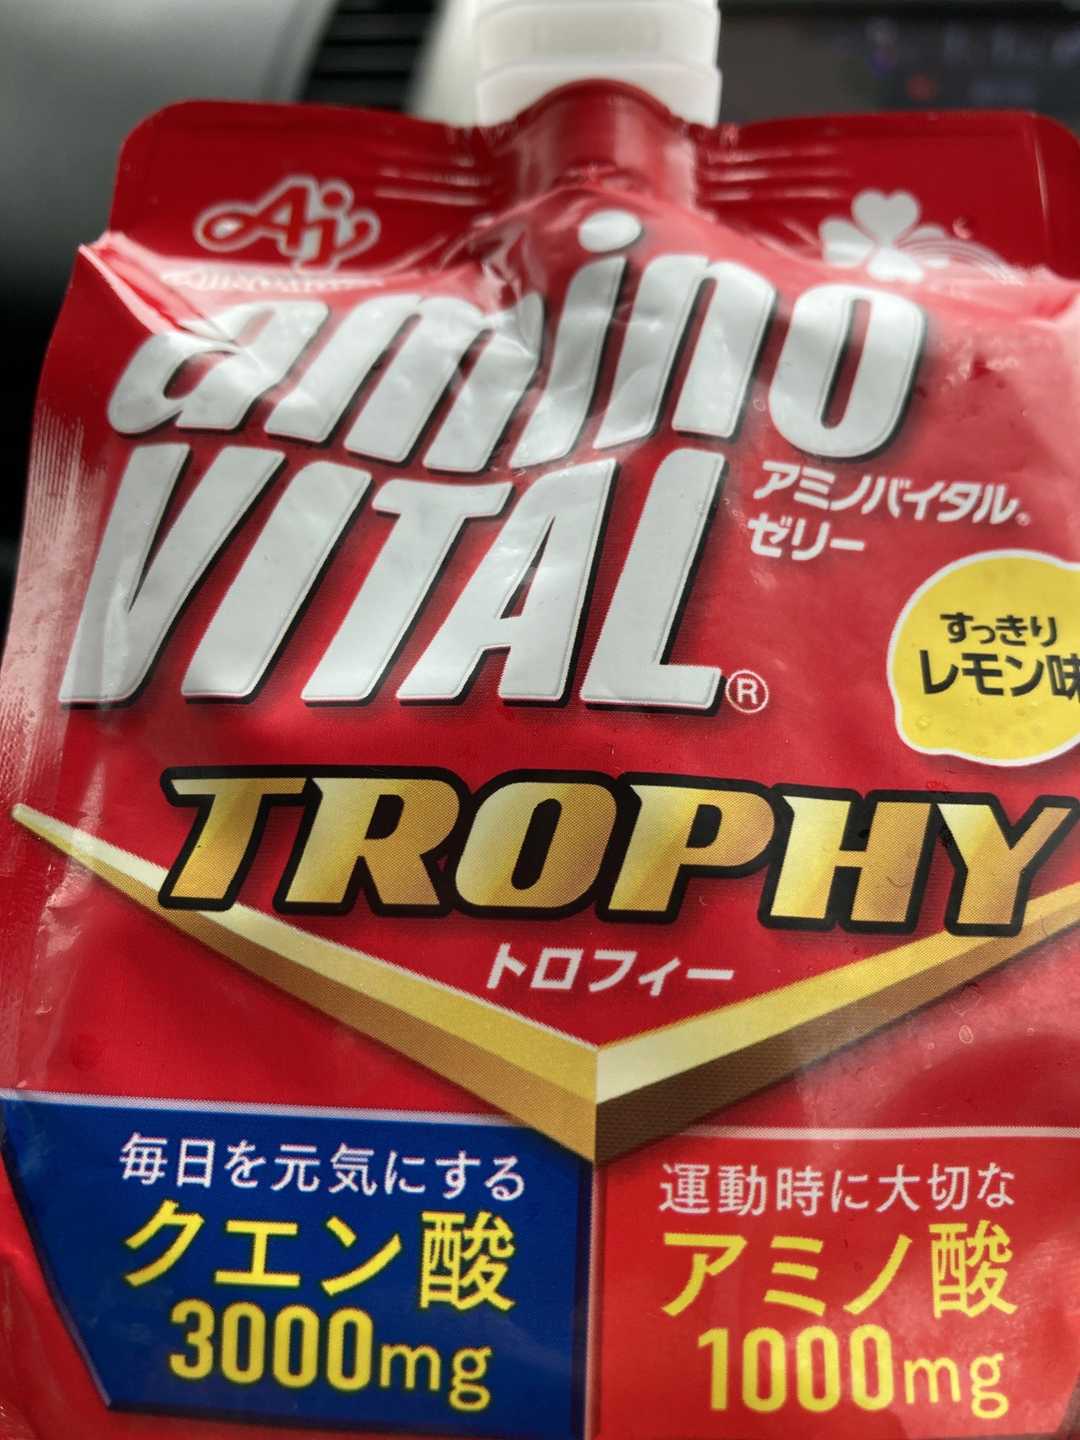 Aj
amino
VITAL®
アミノバイタル®
ゼリー
すっきり
レモン味
TROPHY
トロフィー
毎日を元気にする
クエン酸
3000mg
運動時に大切な
アミノ酸
1000mg